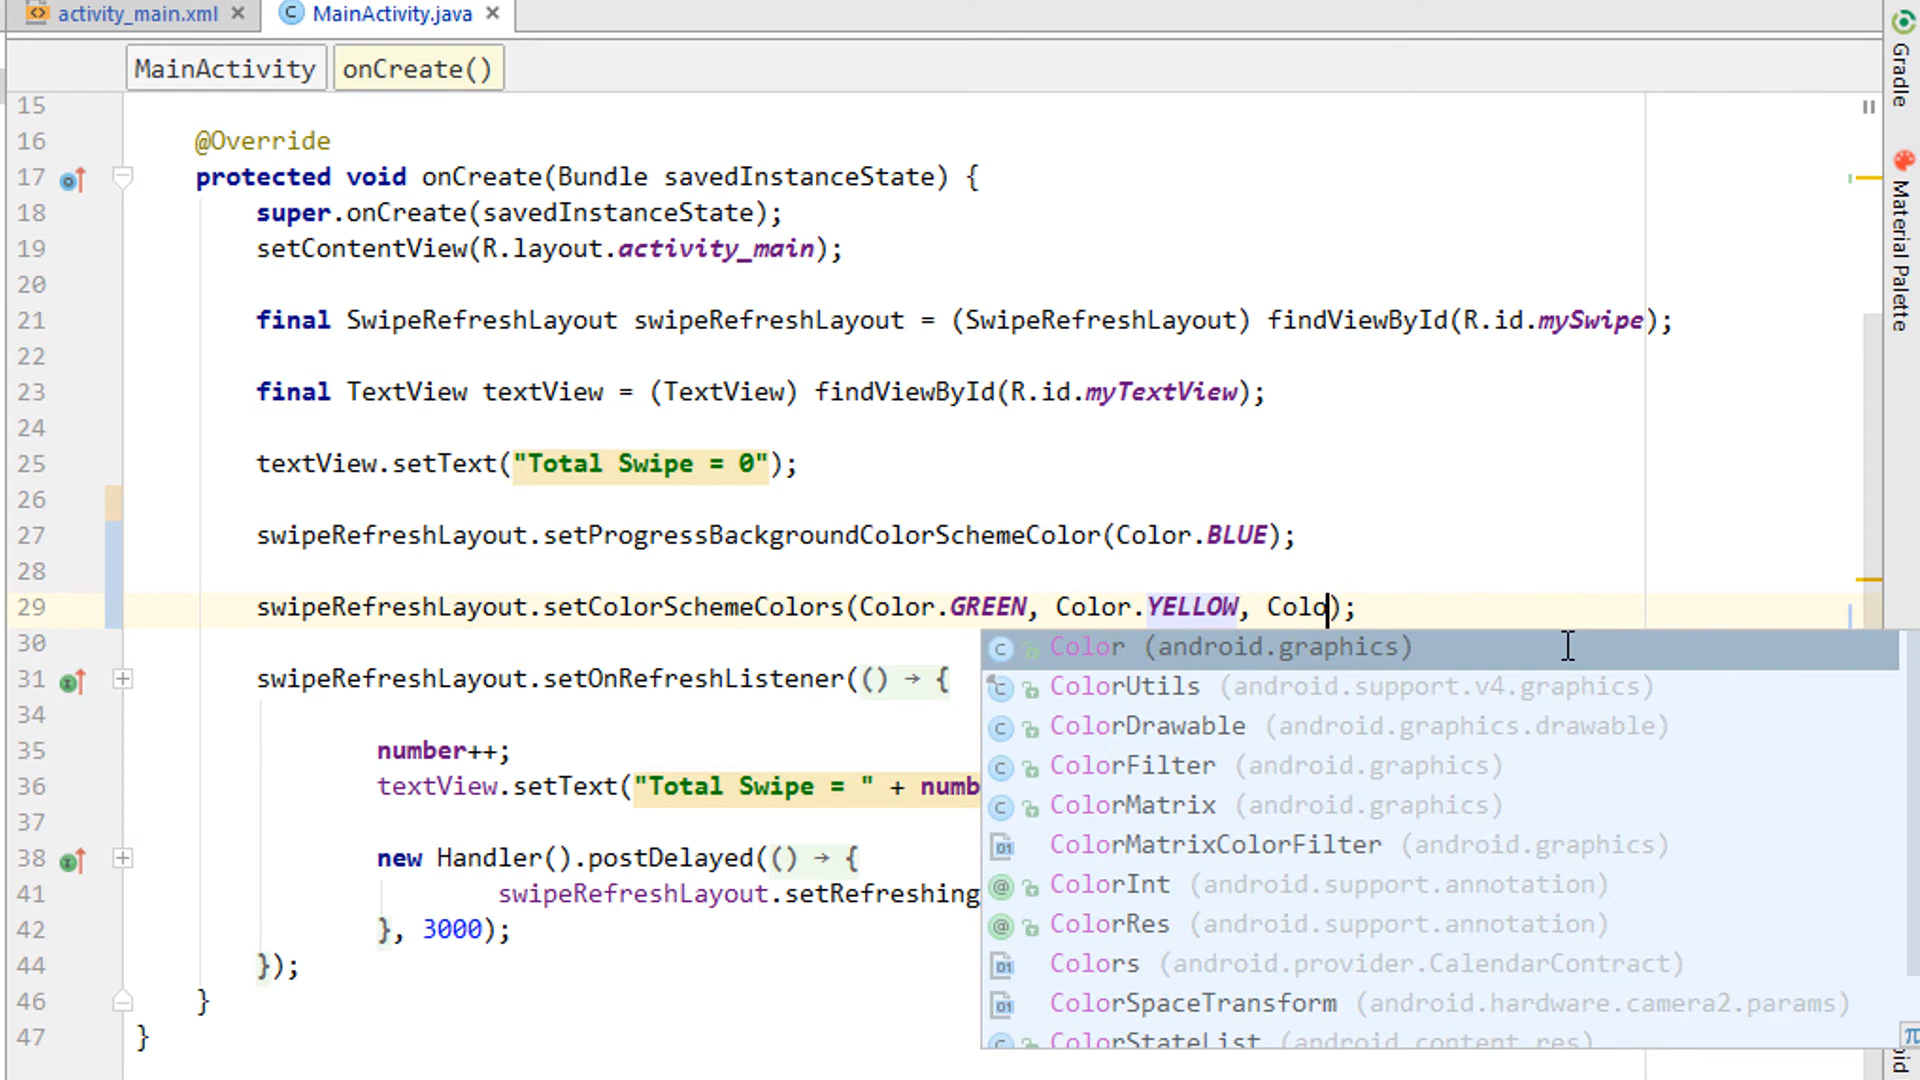 activity_main.xml
MainActivity.java
MainActivity
onCreate()
15
16 @Override
17 protected void onCreate(Bundle savedInstanceState) {
18 super.onCreate(savedInstanceState);
19 setContentView(R.layout.activity_main);
20
21 final SwipeRefreshLayout swipeRefreshLayout = (SwipeRefreshLayout) findViewById(R.id.mySwipe);
22
23 final TextView textView = (TextView) findViewById(R.id.myTextView);
24
25 textView.setText("Total Swipe = 0");
26
27 swipeRefreshLayout.setProgressBackgroundColorSchemeColor(Color.BLUE);
28
29 swipeRefreshLayout.setColorSchemeColors(Color.GREEN, Color.YELLOW, Colo);
30
31 swipeRefreshLayout.setOnRefreshListener(() → {
34
35 number++;
36 textView.setText("Total Swipe = " + numb
37
38 new Handler().postDelayed(() → {
41 swipeRefreshLayout.setRefreshing
42 }, 3000);
44 });
46 }
47 }
Color (android.graphics)
ColorUtils (android.support.v4.graphics)
ColorDrawable (android.graphics.drawable)
ColorFilter (android.graphics)
ColorMatrix (android.graphics)
ColorMatrixColorFilter (android.graphics)
ColorInt (android.support.annotation)
ColorRes (android.support.annotation)
Colors (android.provider.CalendarContract)
ColorSpaceTransform (android.hardware.camera2.params)
ColorStateList (android.content.res)
π
Gradle
Material Palette